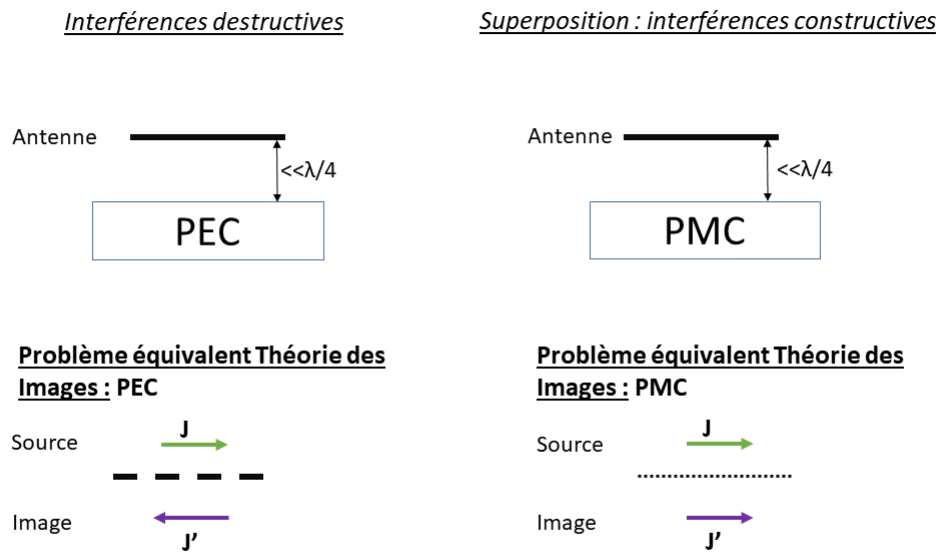 Interférences destructives
Superposition : interférences constructives
Antenne
<<λ/4
PEC
Antenne
<<λ/4
PMC
Problème équivalent Théorie des
Images : PEC
J
Source
Image
J’
Problème équivalent Théorie des
Images : PMC
J
Source
Image
J’